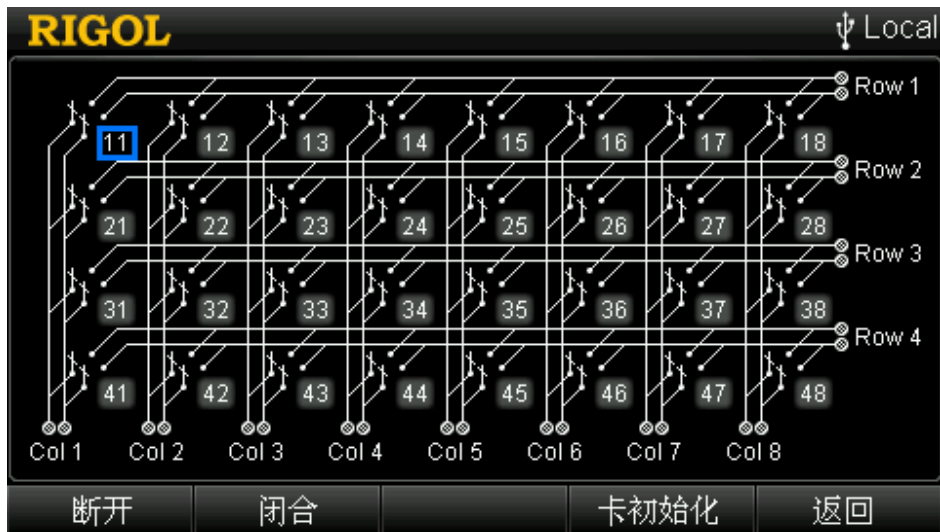 RIGOL Local
Row 1
11 12 13 14 15 16 17 18
Row 2
21 22 23 24 25 26 27 28
Row 3
31 32 33 34 35 36 37 38
Row 4
41 42 43 44 45 46 47 48
Col 1 Col 2 Col 3 Col 4 Col 5 Col 6 Col 7 Col 8
断开 闭合 卡初始化 返回